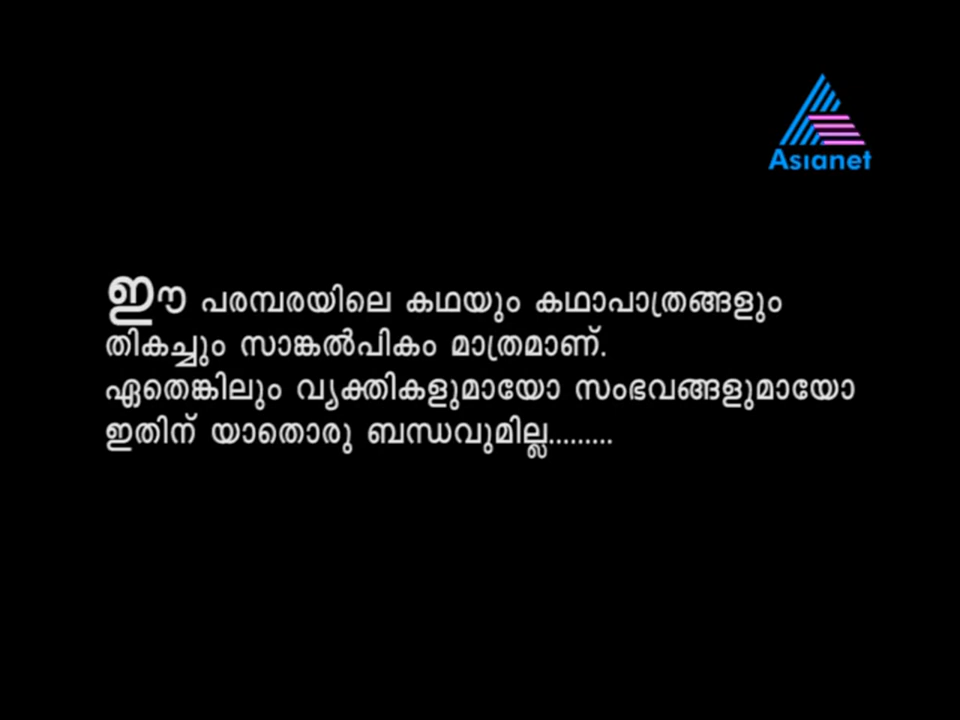 Asianet
ഈ പരമ്പരയിലെ കഥയും കഥാപാത്രങ്ങളും
തികച്ചും സാങ്കൽപികം മാത്രമാണ്.
ഏതെങ്കിലും വ്യക്തികളുമായോ സംഭവങ്ങളുമായോ
ഇതിന് യാതൊരു ബന്ധവുമില്ല.........